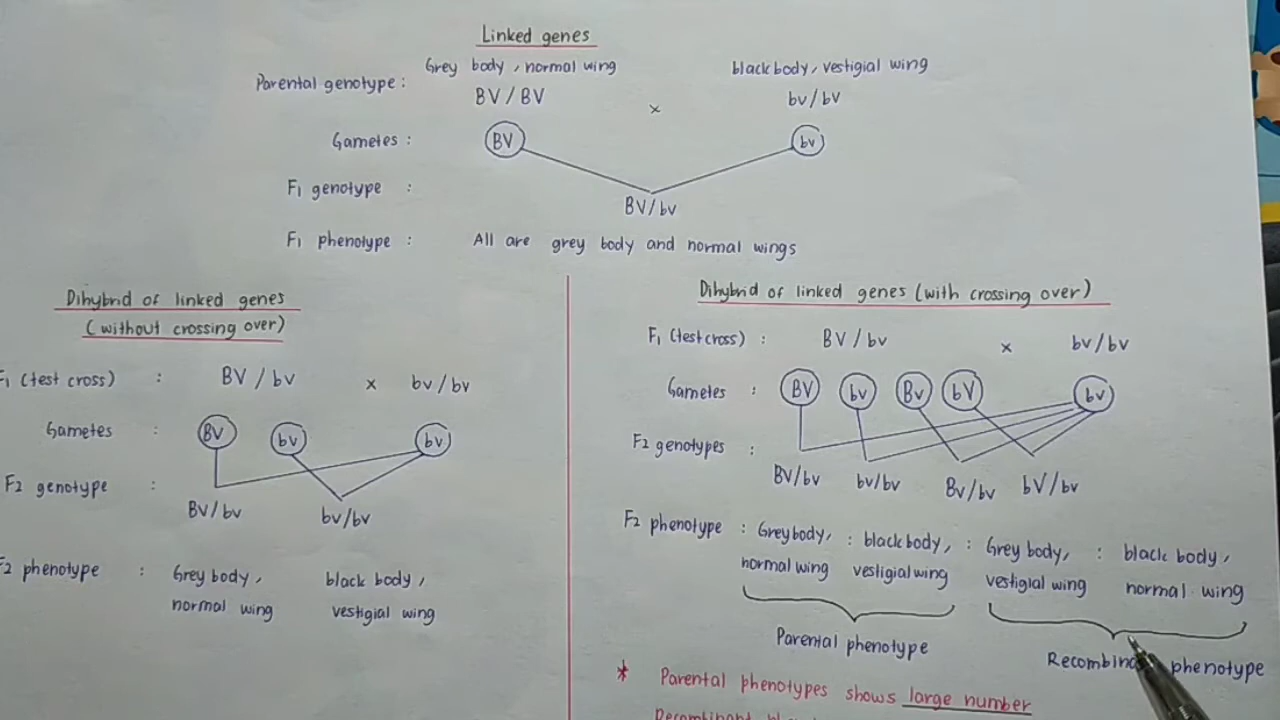 Linked genes
Grey body, normal wing
black body, vestigial wing
Parental genotype :
BV / BV
×
bv / bv
Gametes :
BV
bv
F1 genotype :
BV / bv
F1 phenotype : All are grey body and normal wings
Dihybrid of linked genes
(without crossing over)
F1 (test cross) : BV / bv × bv / bv
Gametes : BV bv bv
F2 genotype :
BV / bv bv / bv
F2 phenotype : Grey body, black body,
normal wing vestigial wing
Dihybrid of linked genes (with crossing over)
F1 (test cross) : BV / bv × bv / bv
Gametes : BV bv Bv bV bv
F2 genotypes :
BV / bv bv / bv Bv / bv bV / bv
F2 phenotype : Grey body, : black body, : Grey body, : black body,
normal wing vestigial wing vestigial wing normal wing
Parental phenotype
Recombin phenotype
* Parental phenotypes shows large number